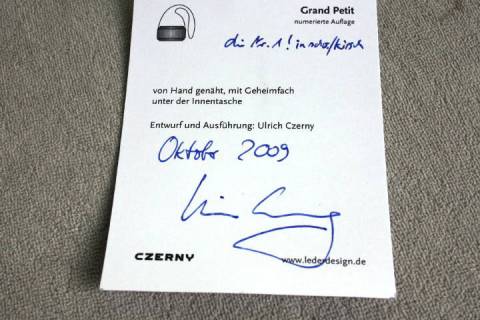 Grand Petit
numerierte Auflage
die Nr. 1! in
von Hand genäht, mit Geheimfach
unter der Innentasche
Entwurf und Ausführung: Ulrich Czerny
Oktober 2009
CZERNY
www.lederdesign.de